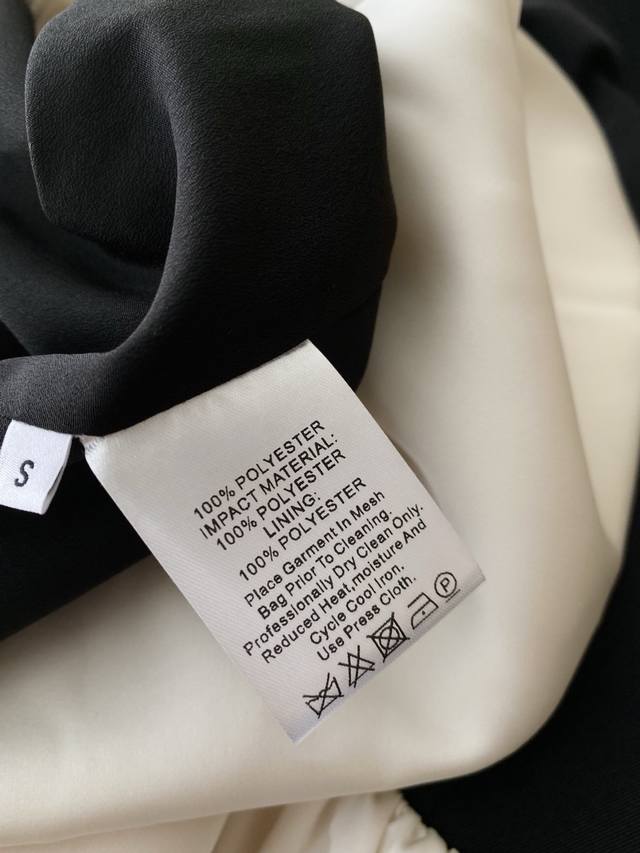 S
100% POLYESTER
IMPACT MATERIAL:
100% POLYESTER
LINING:
100% POLYESTER
Place Garment In Mesh
Bag Prior To Cleaning.
Professionally Dry Clean Only.
Reduced Heat,moisture And
Cycle Cool Iron.
Use Press Cloth.
P